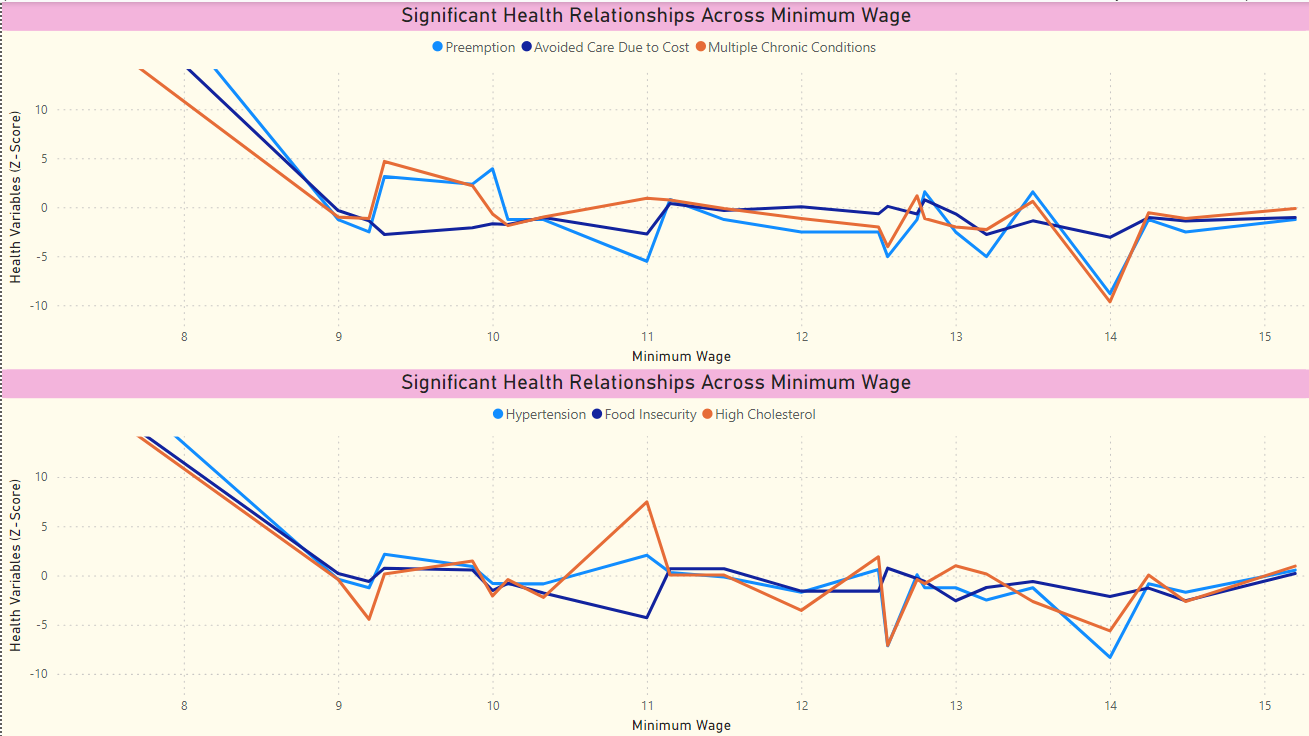 Significant Health Relationships Across Minimum Wage
Preemption Avoided Care Due to Cost Multiple Chronic Conditions
Health Variables (Z-Score)
10
5
0
-5
-10
8 9 10 11 12 13 14 15
Minimum Wage
Significant Health Relationships Across Minimum Wage
Hypertension Food Insecurity High Cholesterol
Health Variables (Z-Score)
10
5
0
-5
-10
8 9 10 11 12 13 14 15
Minimum Wage